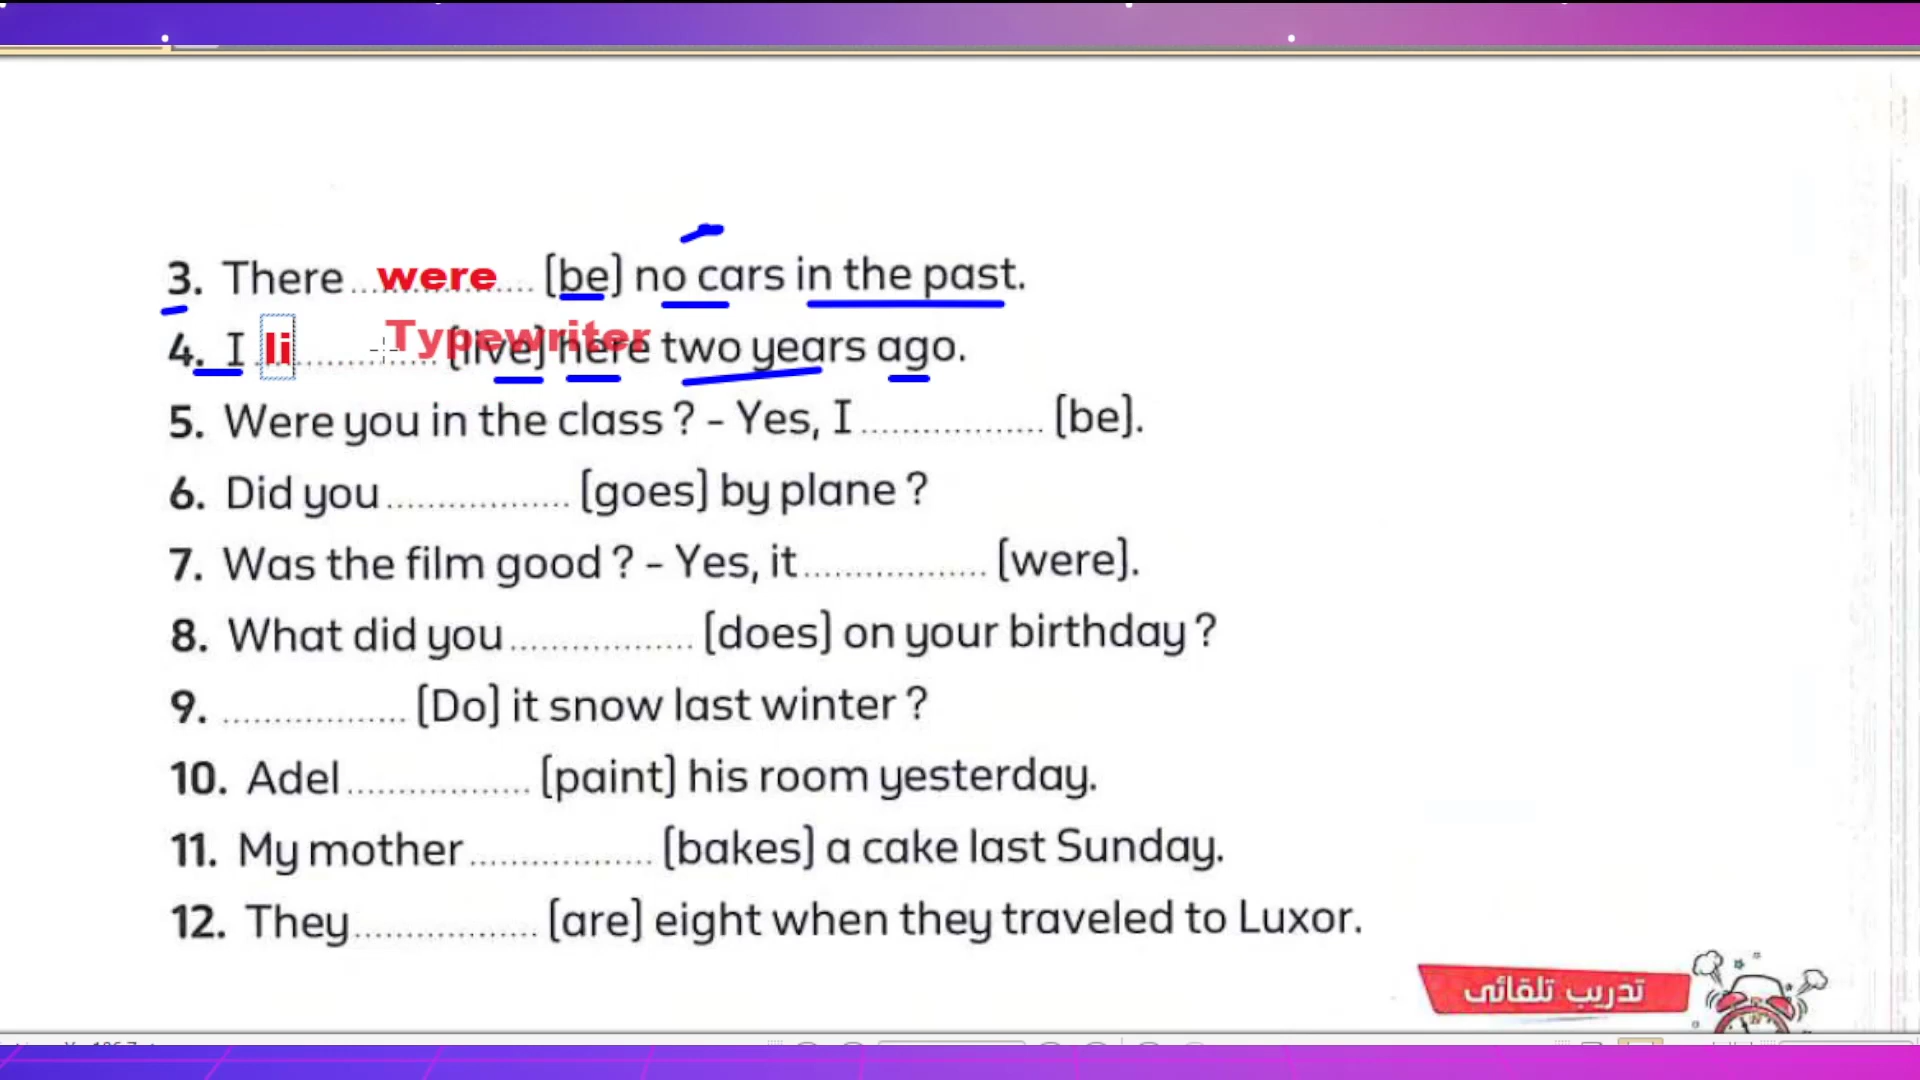 3. There ....were.... [be] no cars in the past.
4. I li.................. [live] here two years ago.
Typewriter
5. Were you in the class ? - Yes, I .................. [be].
6. Did you .................. [goes] by plane ?
7. Was the film good ? - Yes, it .................. [were].
8. What did you .................. [does] on your birthday ?
9. .................. [Do] it snow last winter ?
10. Adel .................. [paint] his room yesterday.
11. My mother .................. [bakes] a cake last Sunday.
12. They .................. [are] eight when they traveled to Luxor.
تدريب تلقائى